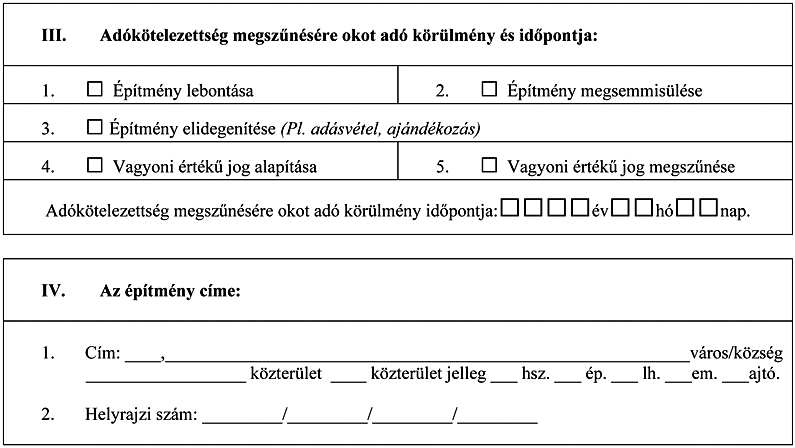 III. Adókötelezettség megszűnésére okot adó körülmény és időpontja:
1. ☐ Építmény lebontása 2. ☐ Építmény megsemmisülése
3. ☐ Építmény elidegenítése (Pl. adásvétel, ajándékozás)
4. ☐ Vagyoni értékű jog alapítása 5. ☐ Vagyoni értékű jog megszűnése
Adókötelezettség megszűnésére okot adó körülmény időpontja: ☐☐☐☐év☐☐hó☐☐nap.
IV. Az építmény címe:
1. Cím: ____,____________________________________________________város/község
________________ közterület ____ közterület jelleg ___ hsz. ___ ép. ___ lh. ___em. ___ajtó.
2. Helyrajzi szám: ________/________/________/________